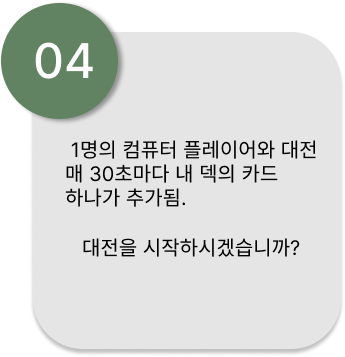 04
1명의 컴퓨터 플레이어와 대전
매 30초마다 내 덱의 카드
하나가 추가됨.
대전을 시작하시겠습니까?